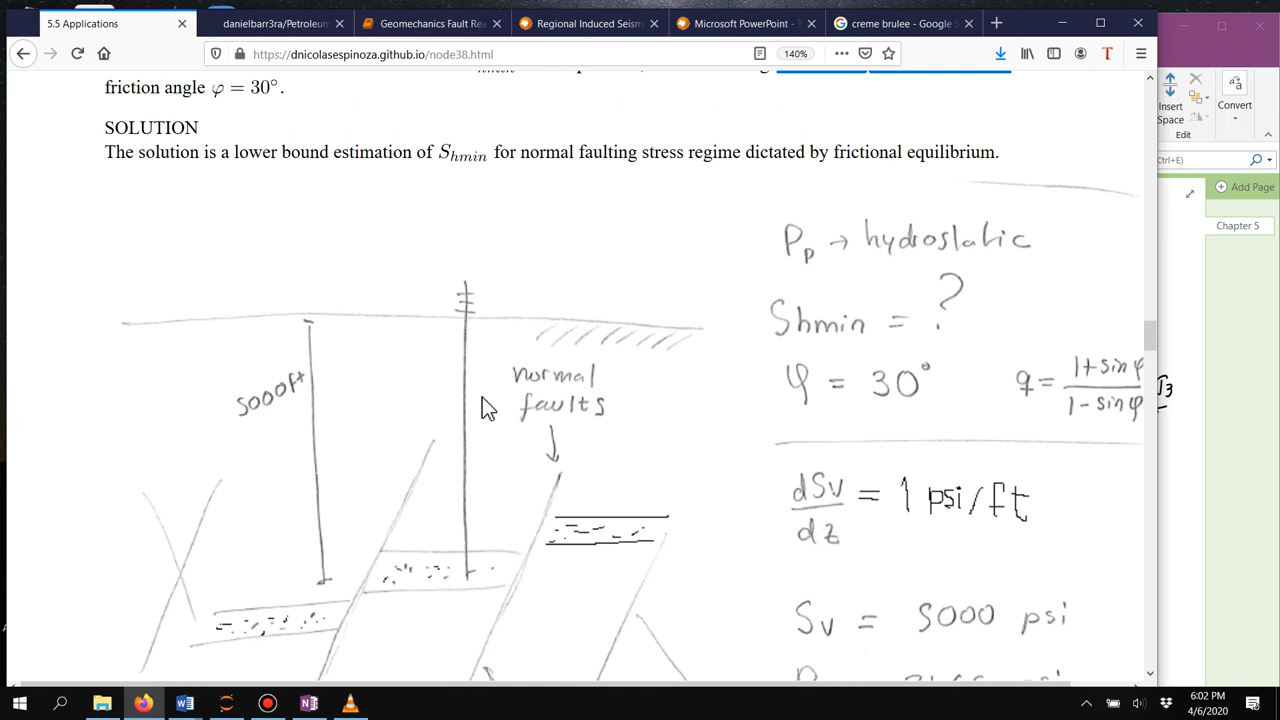 5.5 Applications
danielbarr3ra/Petroleum
Geomechanics Fault Rea
Regional Induced Seism
Microsoft PowerPoint - T
creme brulee - Google S
https://dnicolasespinoza.github.io/node38.html
140%
friction angle φ = 30°.
SOLUTION
The solution is a lower bound estimation of Shmin for normal faulting stress regime dictated by frictional equilibrium.
Pp → hydrostatic
Shmin = ?
φ = 30° q = 1+sin φ / 1−sin φ
5000ft
normal
faults
dSv/dz = 1 psi/ft
Sv = 5000 psi
Insert
Space
Convert
Edit
Ctrl+E)
Add Page
Chapter 5
6:02 PM
4/6/2020